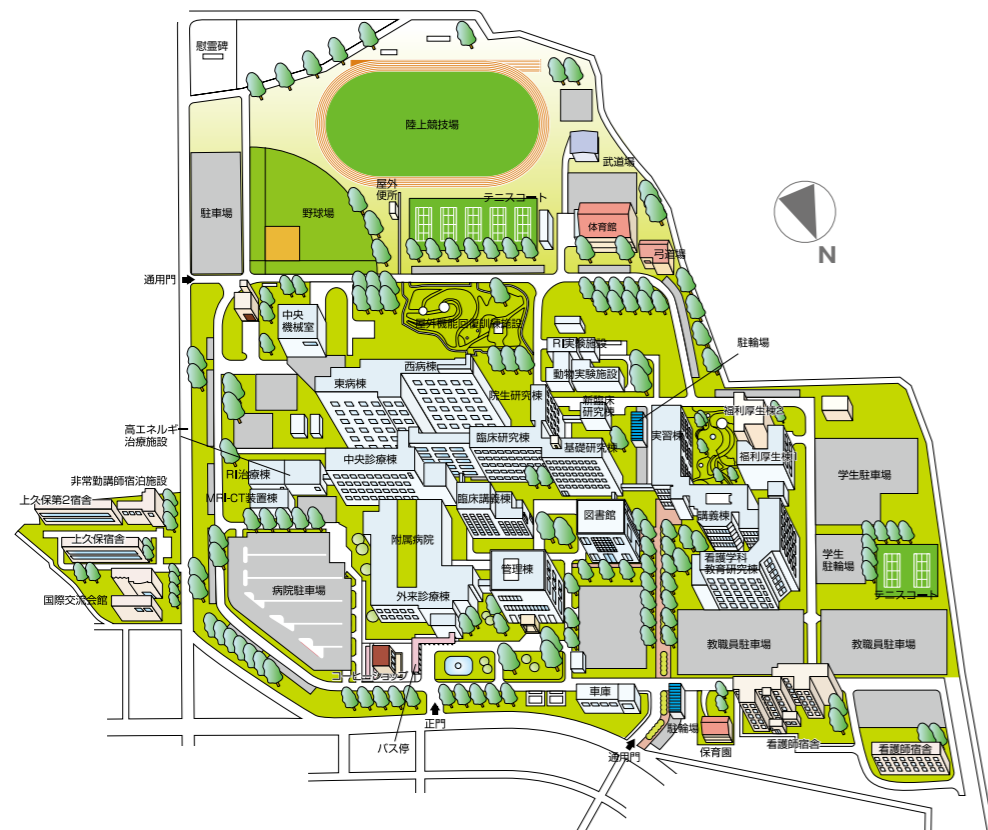 慰霊碑
陸上競技場
武道場
屋外
便所
テニスコート
駐車場
野球場
体育館
弓道場
N
通用門
中央
機械室
屋外機能回復訓練施設
RI実験施設
駐輪場
西病棟
東病棟
動物実験施設
院生研究棟
新臨床
研究棟
福利厚生棟2
高エネルギー
治療施設
臨床研究棟
実習棟
基礎研究棟
福利厚生棟1
中央診療棟
RI治療棟
学生駐車場
非常勤講師宿泊施設
上久保第2宿舎
MRI-CT装置棟
臨床講義棟
図書館
講義棟
上久保宿舎
附属病院
学生
駐輪場
看護学科
教育研究棟
管理棟
病院駐車場
外来診療棟
国際交流会館
テニスコート
教職員駐車場
教職員駐車場
コーヒーショップ
車庫
正門
駐輪場
バス停
通用門
保育園
看護師宿舎
看護師宿舎